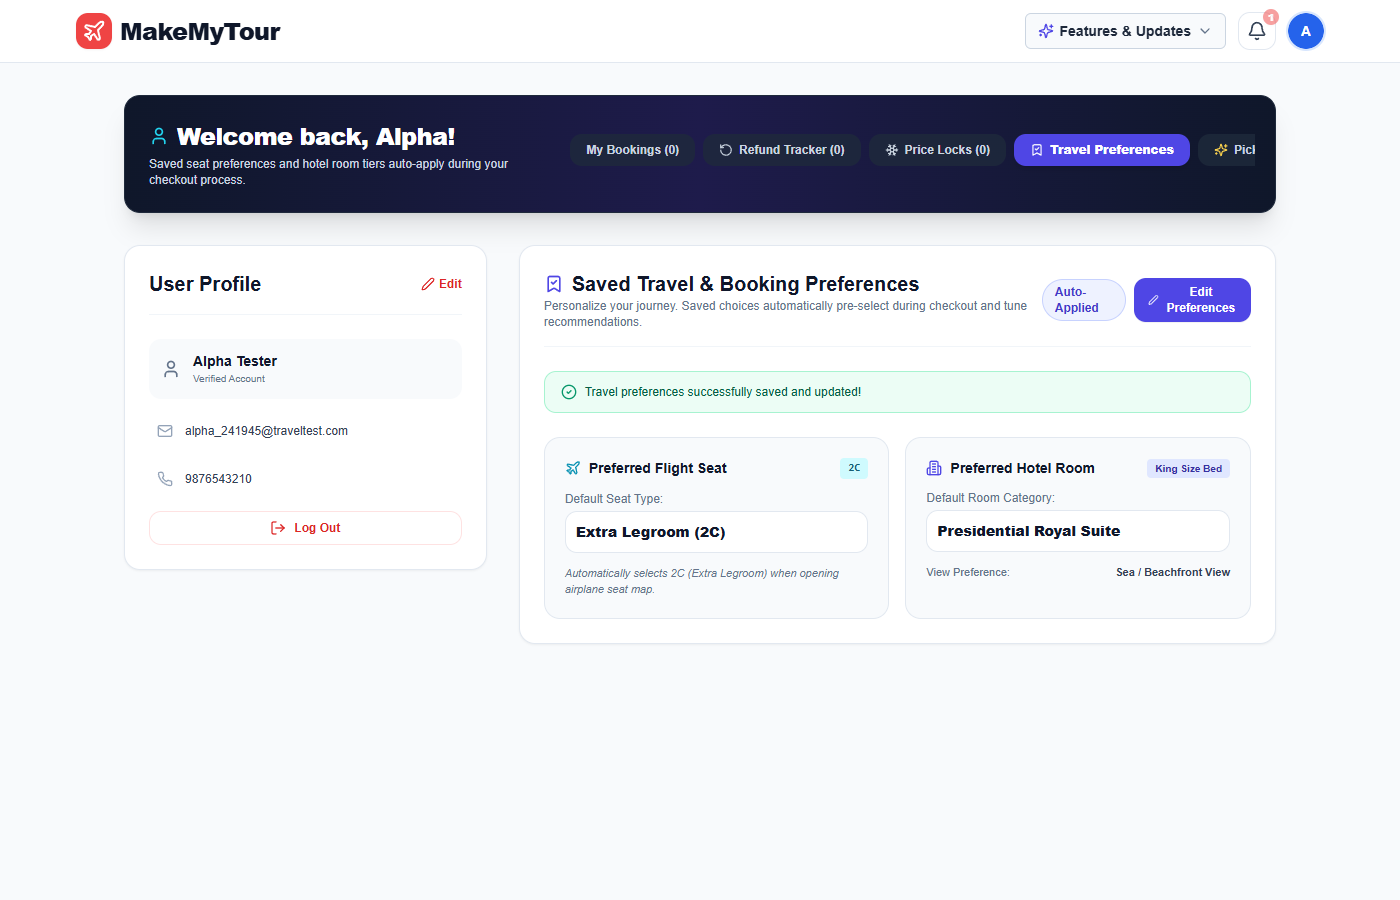 MakeMyTour
Features & Updates
1
A
Welcome back, Alpha!
Saved seat preferences and hotel room tiers auto-apply during your
checkout process.
My Bookings (0)
Refund Tracker (0)
Price Locks (0)
Travel Preferences
User Profile
Edit
Alpha Tester
Verified Account
alpha_241945@traveltest.com
9876543210
Log Out
Saved Travel & Booking Preferences
Personalize your journey. Saved choices automatically pre-select during checkout and tune
recommendations.
Auto-
Applied
Edit
Preferences
Travel preferences successfully saved and updated!
Preferred Flight Seat
2C
Default Seat Type:
Extra Legroom (2C)
Automatically selects 2C (Extra Legroom) when opening
airplane seat map.
Preferred Hotel Room
King Size Bed
Default Room Category:
Presidential Royal Suite
View Preference:
Sea / Beachfront View